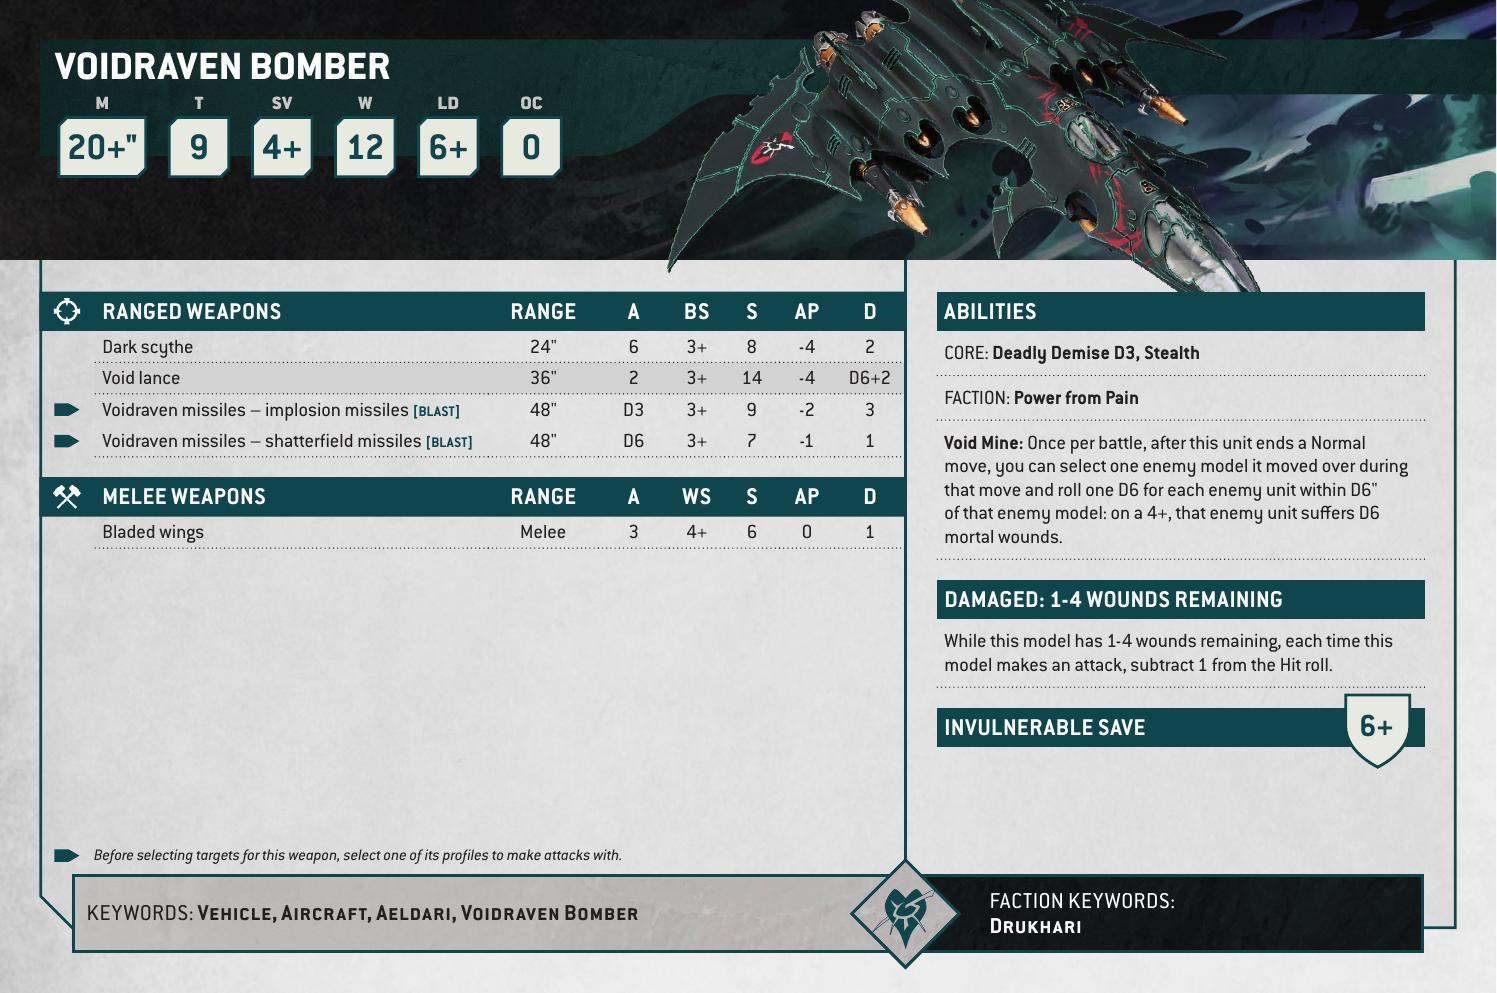 VOIDRAVEN BOMBER
M T SV W LD OC
20+" 9 4+ 12 6+ 0
RANGED WEAPONS RANGE A BS S AP D
Dark scythe 24" 6 3+ 8 -4 2
Void lance 36" 2 3+ 14 -4 D6+2
Voidraven missiles – implosion missiles [BLAST] 48" D3 3+ 9 -2 3
Voidraven missiles – shatterfield missiles [BLAST] 48" D6 3+ 7 -1 1
MELEE WEAPONS RANGE A WS S AP D
Bladed wings Melee 3 4+ 6 0 1
Before selecting targets for this weapon, select one of its profiles to make attacks with.
ABILITIES
CORE: Deadly Demise D3, Stealth
FACTION: Power from Pain
Void Mine: Once per battle, after this unit ends a Normal
move, you can select one enemy model it moved over during
that move and roll one D6 for each enemy unit within D6"
of that enemy model: on a 4+, that enemy unit suffers D6
mortal wounds.
DAMAGED: 1-4 WOUNDS REMAINING
While this model has 1-4 wounds remaining, each time this
model makes an attack, subtract 1 from the Hit roll.
INVULNERABLE SAVE 6+
KEYWORDS: VEHICLE, AIRCRAFT, AELDARI, VOIDRAVEN BOMBER
FACTION KEYWORDS:
DRUKHARI